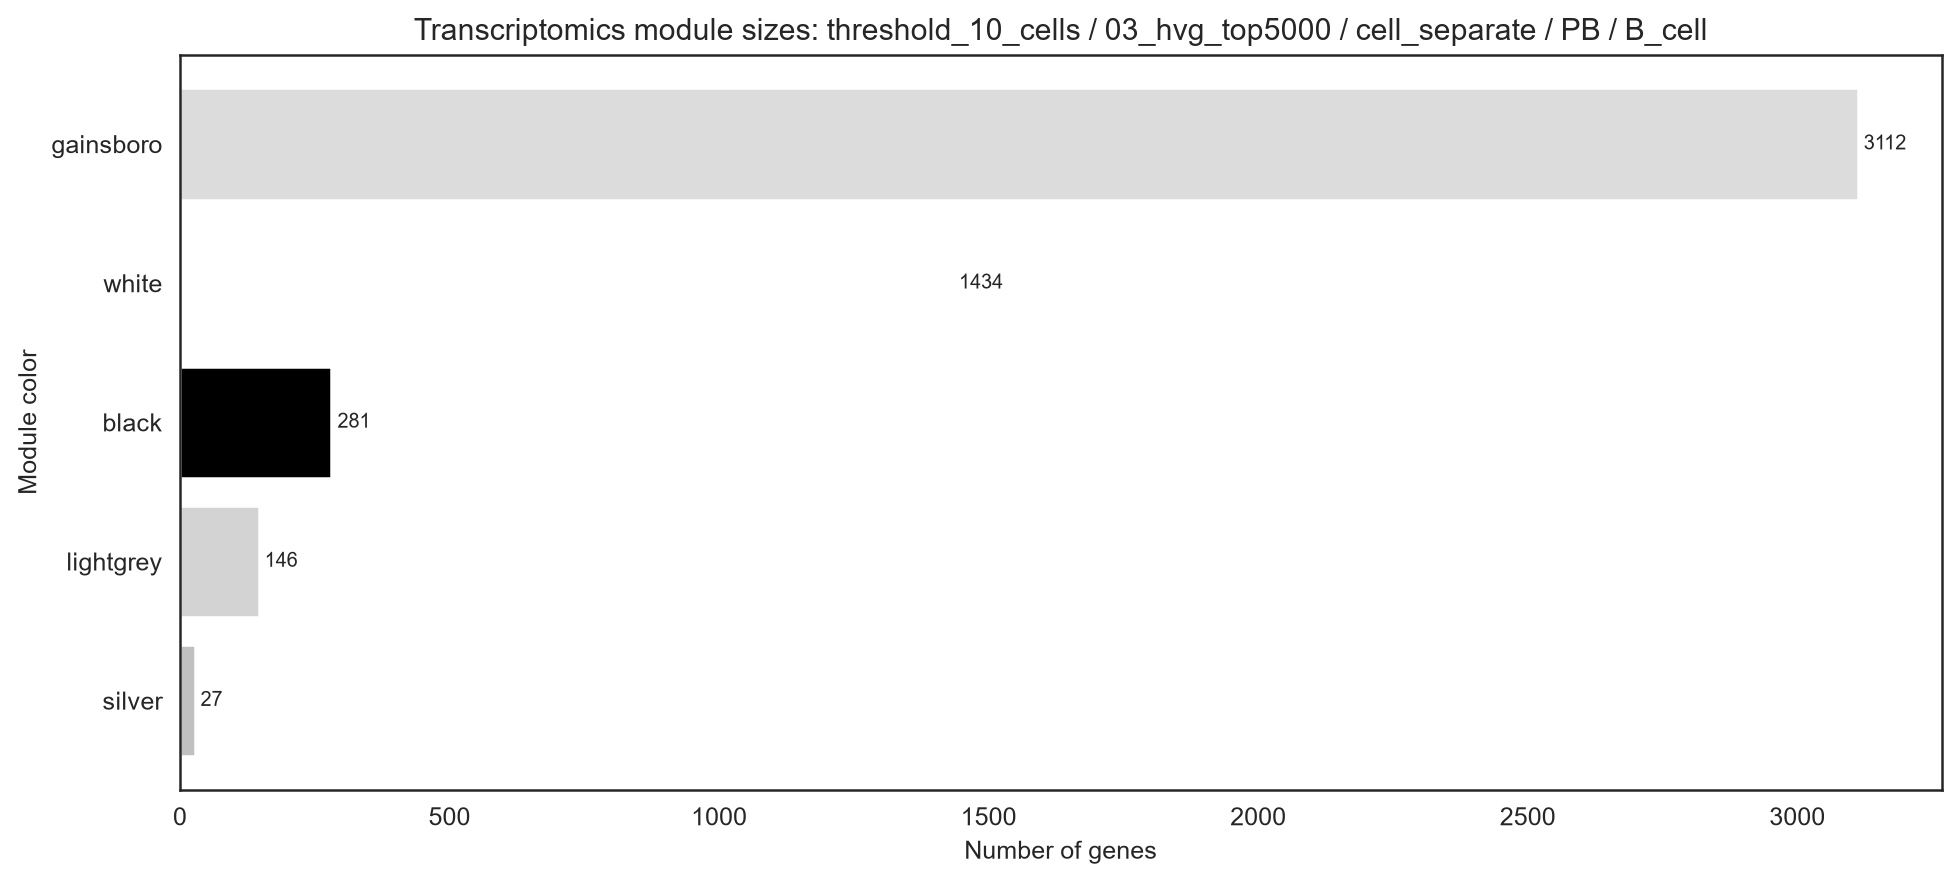 Transcriptomics module sizes: threshold_10_cells / 03_hvg_top5000 / cell_separate / PB / B_cell
Module color
gainsboro
3112
white
1434
black
281
lightgrey
146
silver
27
0 500 1000 1500 2000 2500 3000
Number of genes